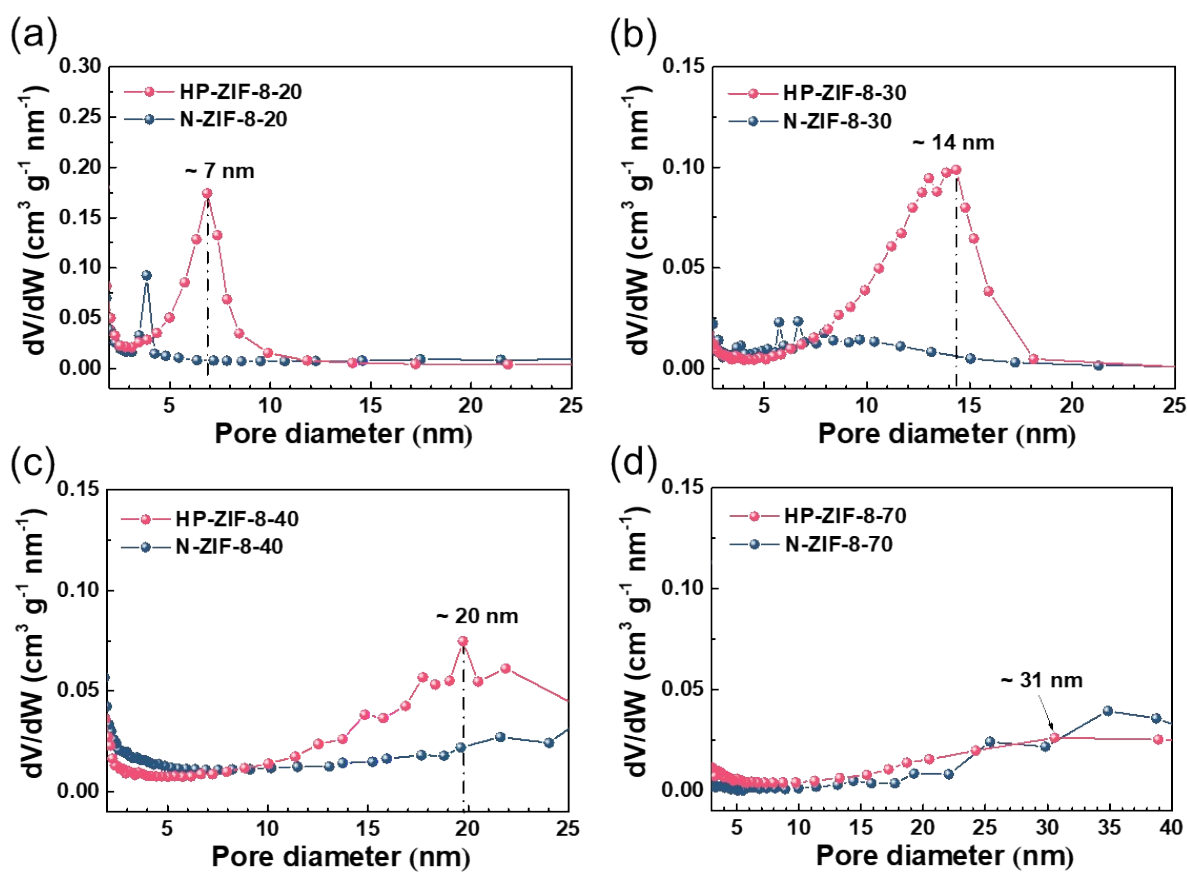 (a)
0.30
0.25
0.20
0.15
0.10
0.05
0.00
dV/dW (cm³ g⁻¹ nm⁻¹)
HP-ZIF-8-20
N-ZIF-8-20
~ 7 nm
5 10 15 20 25
Pore diameter (nm)
(b)
0.15
0.10
0.05
0.00
dV/dW (cm³ g⁻¹ nm⁻¹)
HP-ZIF-8-30
N-ZIF-8-30
~ 14 nm
5 10 15 20 25
Pore diameter (nm)
(c)
0.15
0.10
0.05
0.00
dV/dW (cm³ g⁻¹ nm⁻¹)
HP-ZIF-8-40
N-ZIF-8-40
~ 20 nm
5 10 15 20 25
Pore diameter (nm)
(d)
0.15
0.10
0.05
0.00
dV/dW (cm³ g⁻¹ nm⁻¹)
HP-ZIF-8-70
N-ZIF-8-70
~ 31 nm
5 10 15 20 25 30 35 40
Pore diameter (nm)